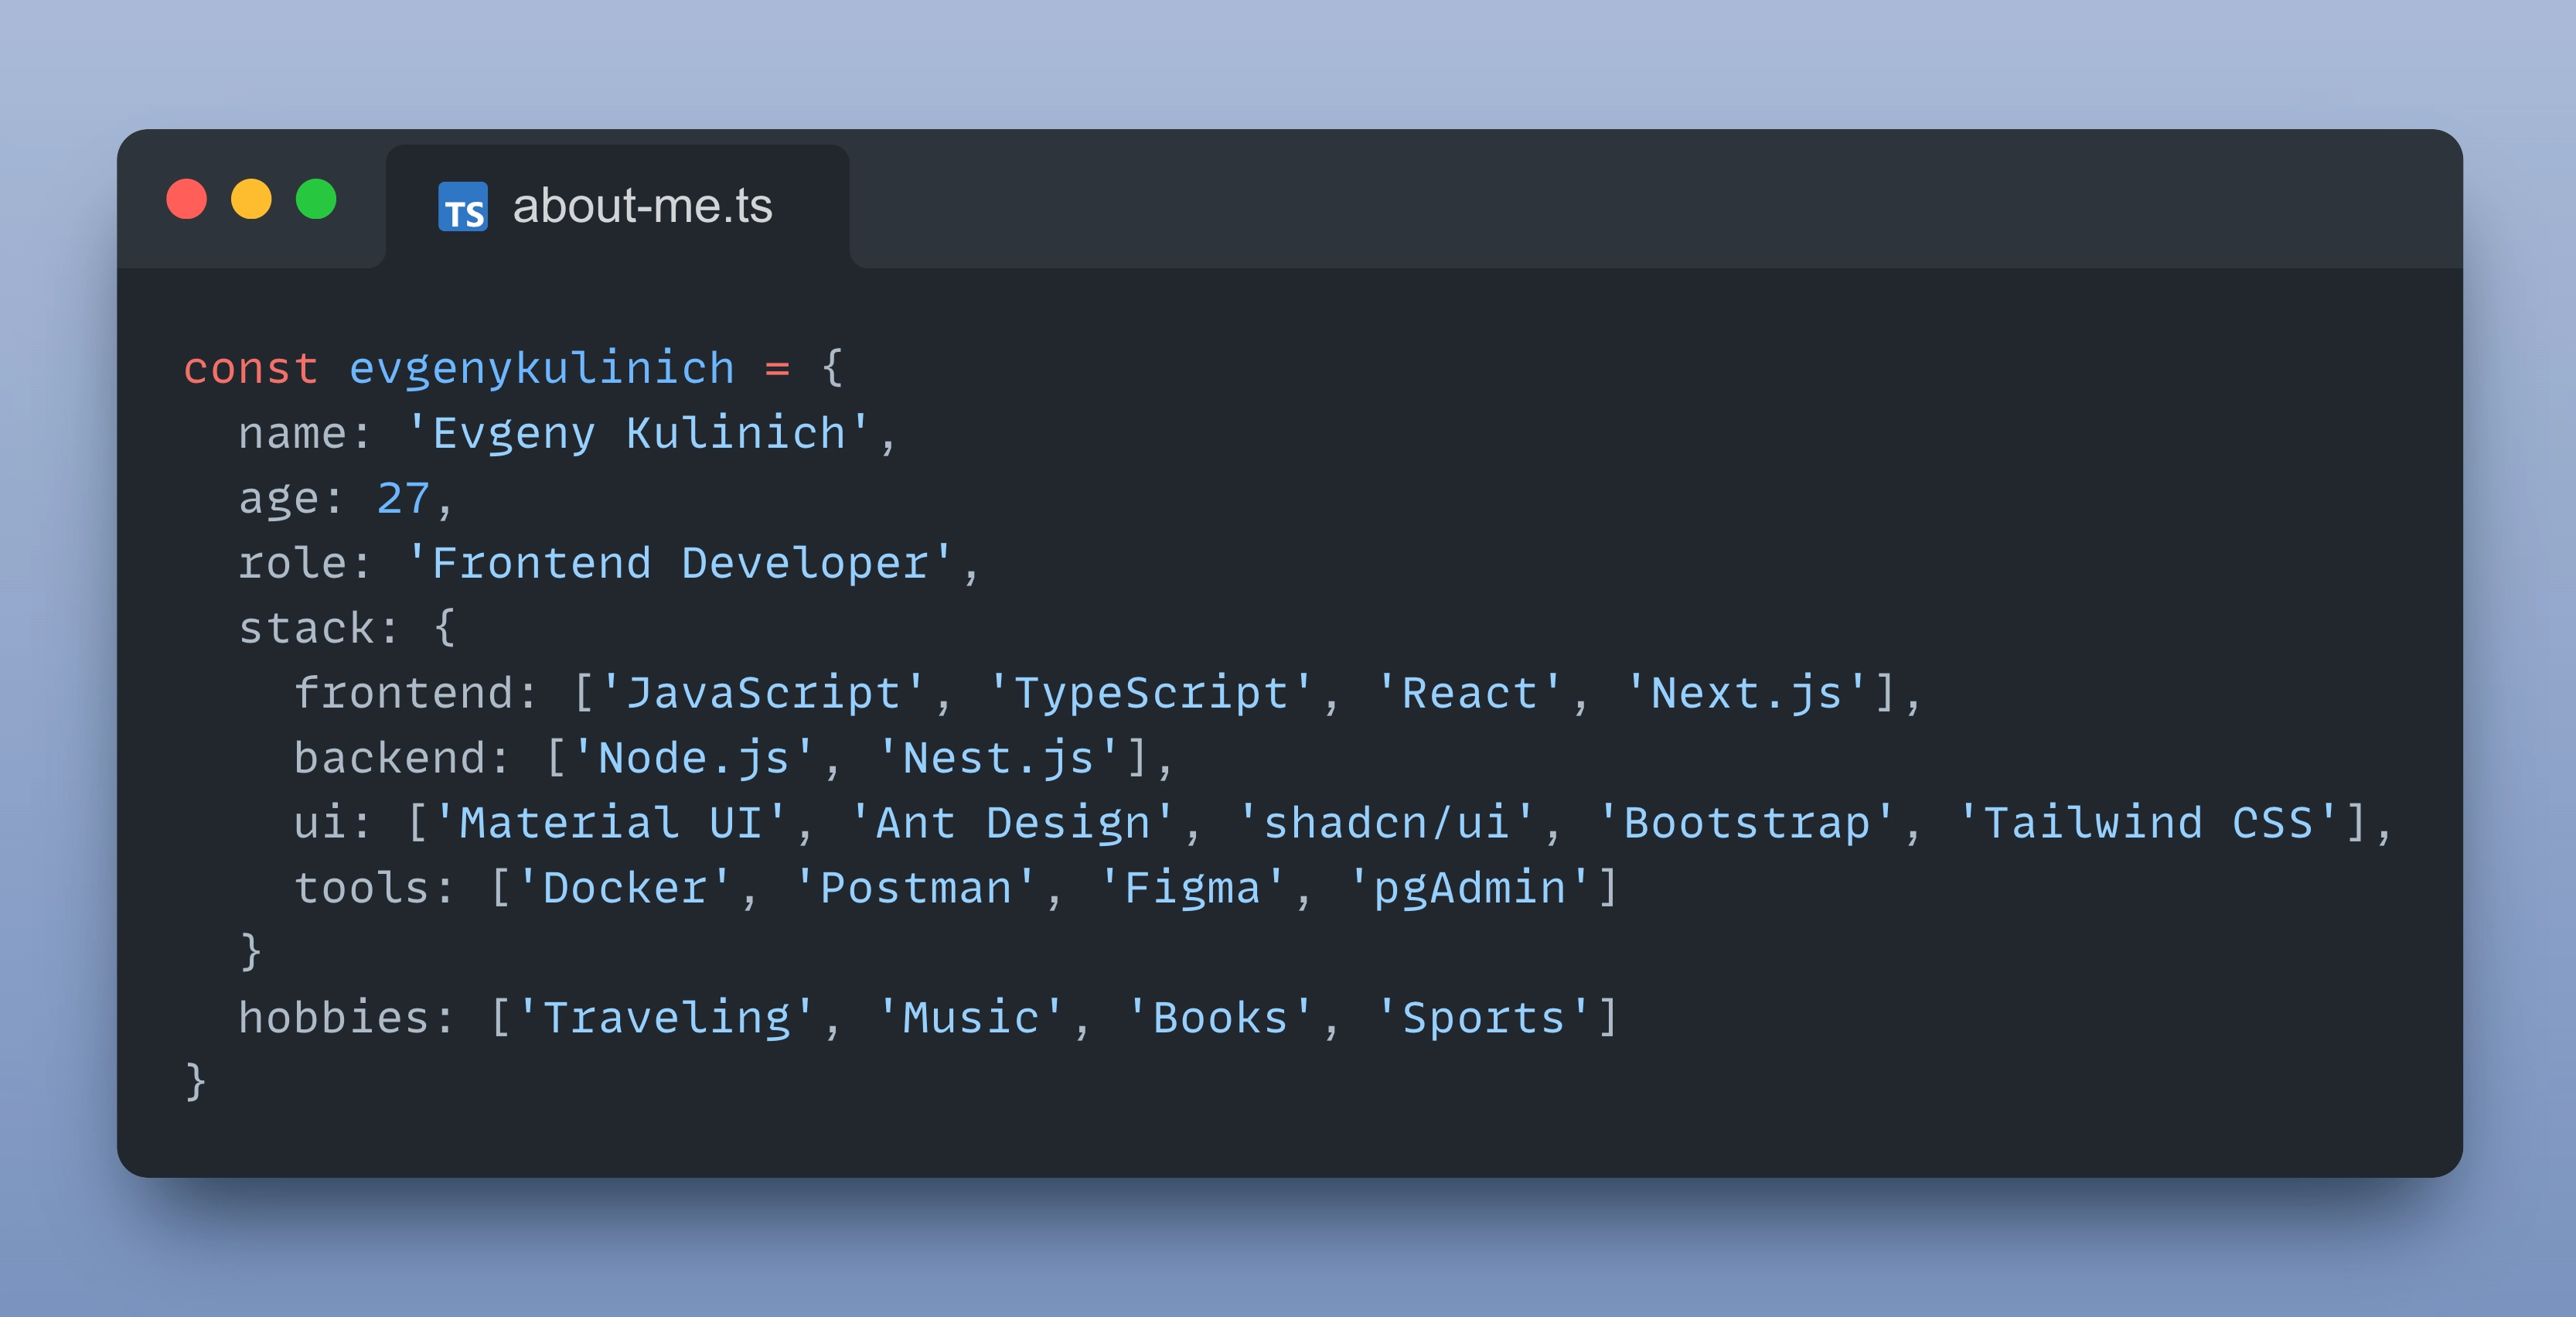 TS about-me.ts
const evgenykulinich = {
  name: 'Evgeny Kulinich',
  age: 27,
  role: 'Frontend Developer',
  stack: {
    frontend: ['JavaScript', 'TypeScript', 'React', 'Next.js'],
    backend: ['Node.js', 'Nest.js'],
    ui: ['Material UI', 'Ant Design', 'shadcn/ui', 'Bootstrap', 'Tailwind CSS'],
    tools: ['Docker', 'Postman', 'Figma', 'pgAdmin']
  }
  hobbies: ['Traveling', 'Music', 'Books', 'Sports']
}